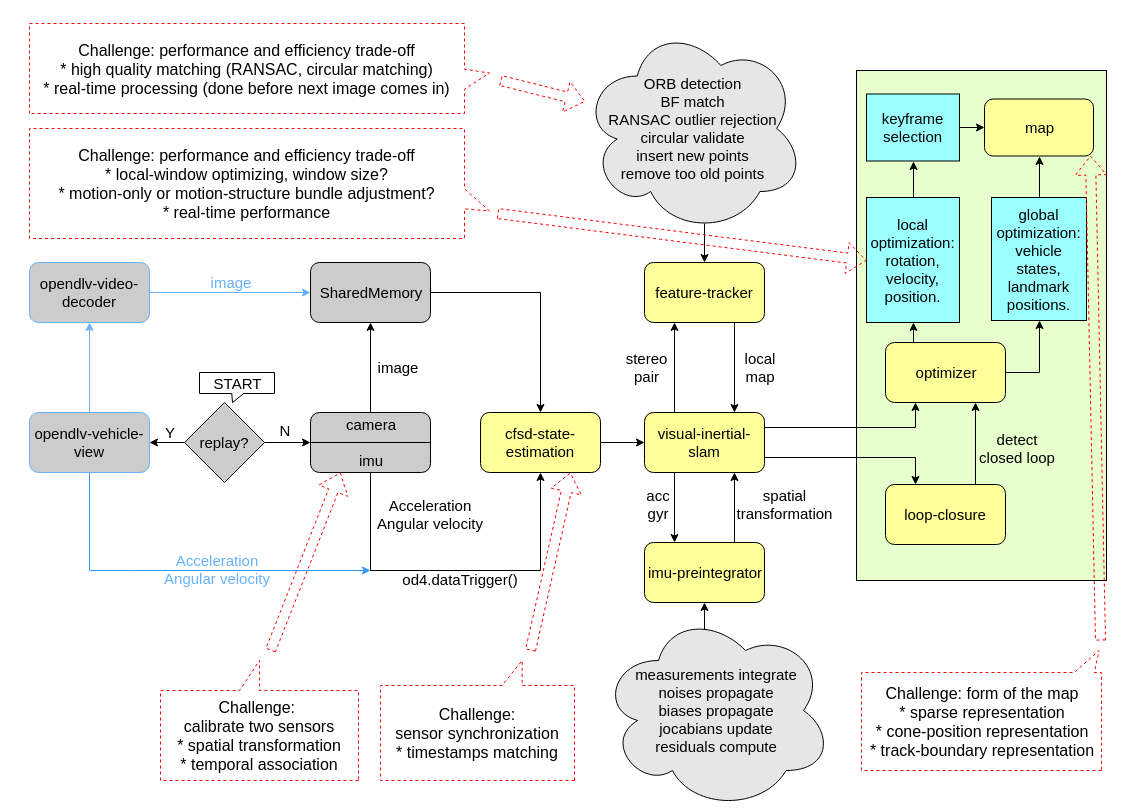 Challenge: performance and efficiency trade-off
* high quality matching (RANSAC, circular matching)
* real-time processing (done before next image comes in)
Challenge: performance and efficiency trade-off
* local-window optimizing, window size?
* motion-only or motion-structure bundle adjustment?
* real-time performance
ORB detection
BF match
RANSAC outlier rejection
circular validate
insert new points
remove too old points
keyframe
selection
map
local
optimization:
rotation,
velocity,
position.
global
optimization:
vehicle
states,
landmark
positions.
opendlv-video-
decoder
image
SharedMemory
feature-tracker
image
stereo
pair
local
map
optimizer
START
replay?
Y
N
opendlv-vehicle-
view
camera
imu
cfsd-state-
estimation
visual-inertial-
slam
detect
closed loop
loop-closure
Acceleration
Angular velocity
acc
gyr
spatial
transformation
Acceleration
Angular velocity
od4.dataTrigger()
imu-preintegrator
measurements integrate
noises propagate
biases propagate
jocabians update
residuals compute
Challenge:
calibrate two sensors
* spatial transformation
* temporal association
Challenge:
sensor synchronization
* timestamps matching
Challenge: form of the map
* sparse representation
* cone-position representation
* track-boundary representation